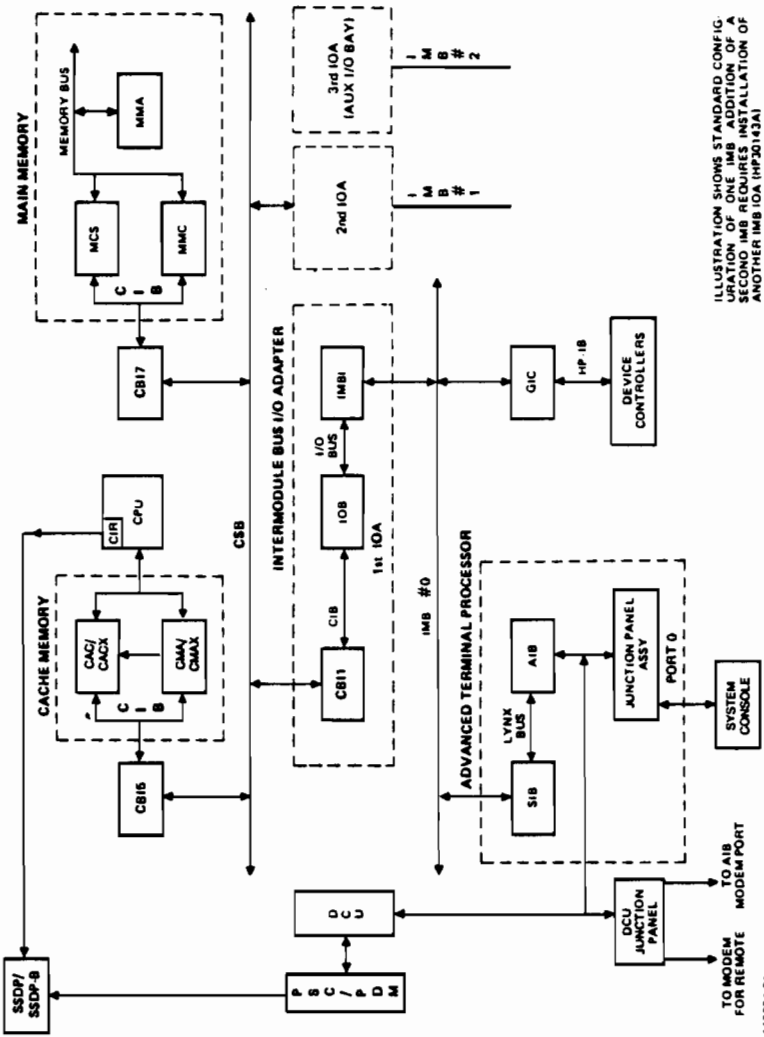 MAIN MEMORY
MEMORY BUS
MMA
MCS
MMC
C I B
CBI7
3rd IOA
(AUX I/O BAY)
I M B # 2
2nd IOA
I M B # 1
CIR
CPU
CACHE MEMORY
CAC/
CACX
CMA/
CMAX
C I B
CBI6
CSB
INTERMODULE BUS I/O ADAPTER
IMBI
I/O
BUS
IOB
CIB
CBI1
1st IOA
IMB #0
GIC
HP-IB
DEVICE
CONTROLLERS
ADVANCED TERMINAL PROCESSOR
AIB
LYNX
BUS
SIB
JUNCTION PANEL
ASSY
PORT 0
SYSTEM
CONSOLE
SSDP/
SSDP-B
P S C / P D M
D C U
DCU
JUNCTION
PANEL
TO AIB
MODEM PORT
TO MODEM
FOR REMOTE
ILLUSTRATION SHOWS STANDARD CONFIG-
URATION OF ONE IMB ADDITION OF A
SECOND IMB REQUIRES INSTALLATION OF
ANOTHER IMB IOA (HP30143A)